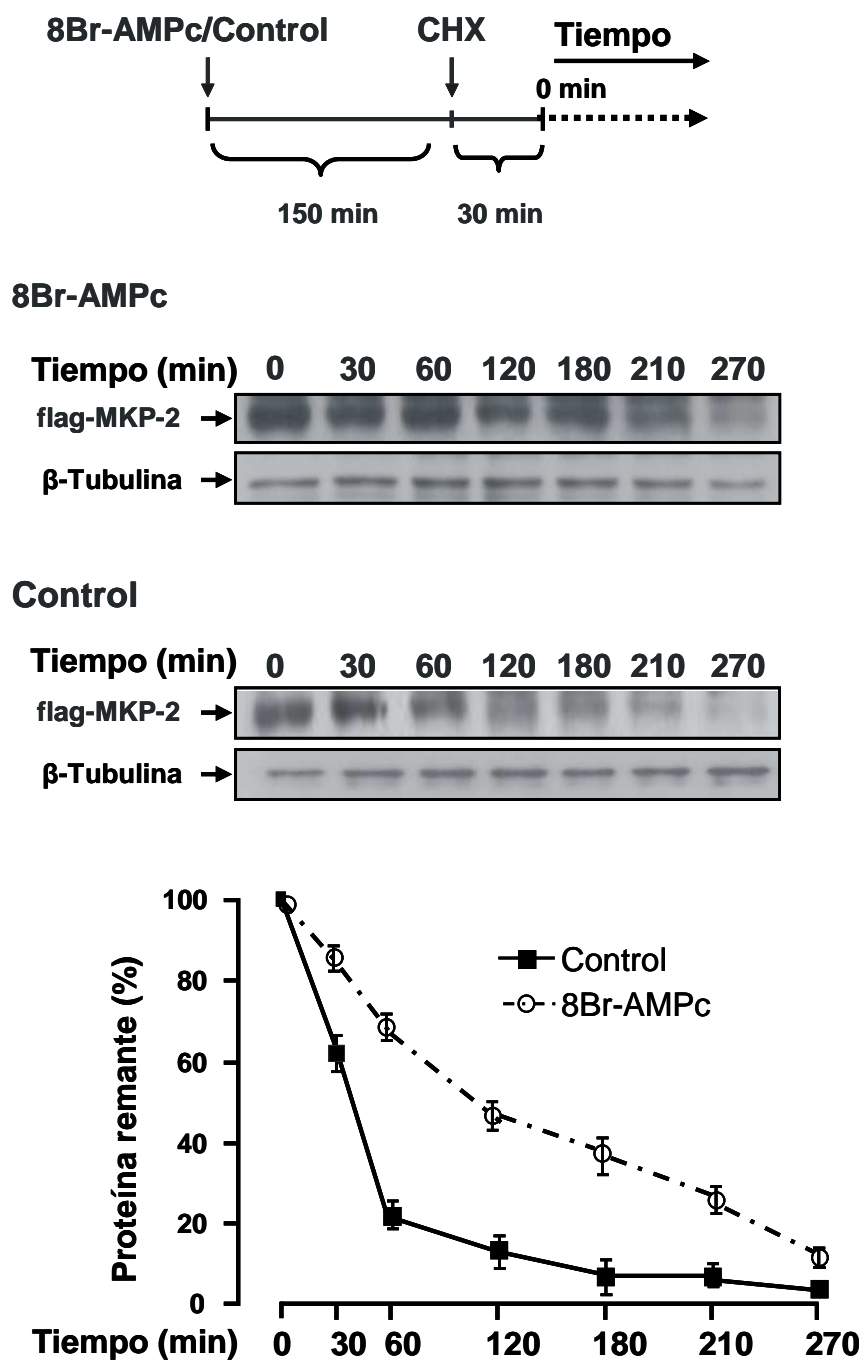 8Br-AMPc/Control CHX Tiempo
0 min
150 min 30 min
8Br-AMPc
Tiempo (min) 0 30 60 120 180 210 270
flag-MKP-2
β-Tubulina
Control
Tiempo (min) 0 30 60 120 180 210 270
flag-MKP-2
β-Tubulina
100
80
60
40
20
0
Proteína remante (%)
Control
8Br-AMPc
Tiempo (min) 0 30 60 120 180 210 270